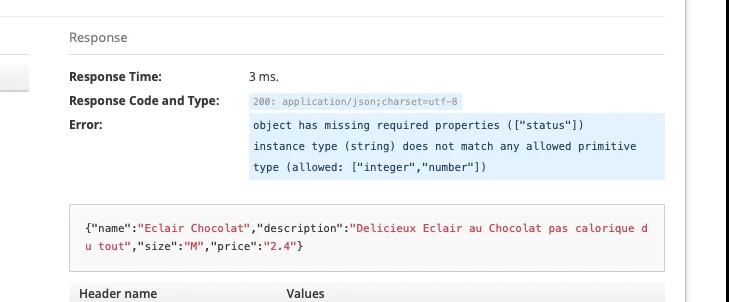 Response
Response Time: 3 ms.
Response Code and Type: 200: application/json;charset=utf-8
Error: object has missing required properties (["status"])
instance type (string) does not match any allowed primitive
type (allowed: ["integer","number"])
{"name":"Eclair Chocolat","description":"Delicieux Eclair au Chocolat pas calorique d
u tout","size":"M","price":"2.4"}
Header name Values